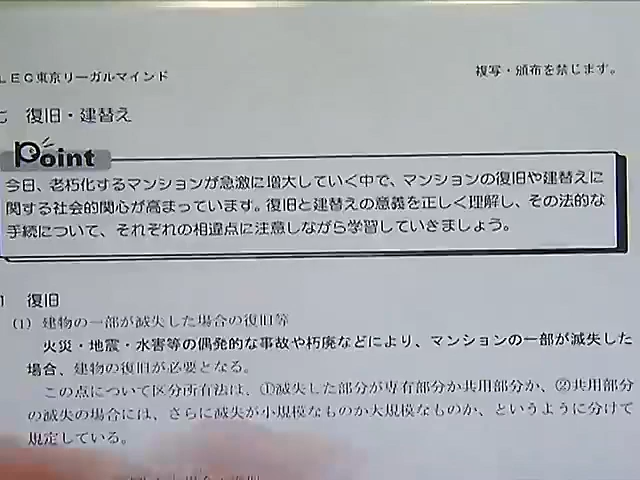 LEC東京リーガルマインド
複写・頒布を禁じます。
復旧・建替え
Point
今日、老朽化するマンションが急激に増大していく中で、マンションの復旧や建替えに
関する社会的関心が高まっています。復旧と建替えの意義を正しく理解し、その法的な
手続について、それぞれの相違点に注意しながら学習していきましょう。
1 復旧
(1) 建物の一部が滅失した場合の復旧等
火災・地震・水害等の偶発的な事故や朽廃などにより、マンションの一部が滅失した
場合、建物の復旧が必要となる。
この点について区分所有法は、①滅失した部分が専有部分か共用部分か、②共用部分
の滅失の場合には、さらに滅失が小規模なものか大規模なものか、というように分けて
規定している。